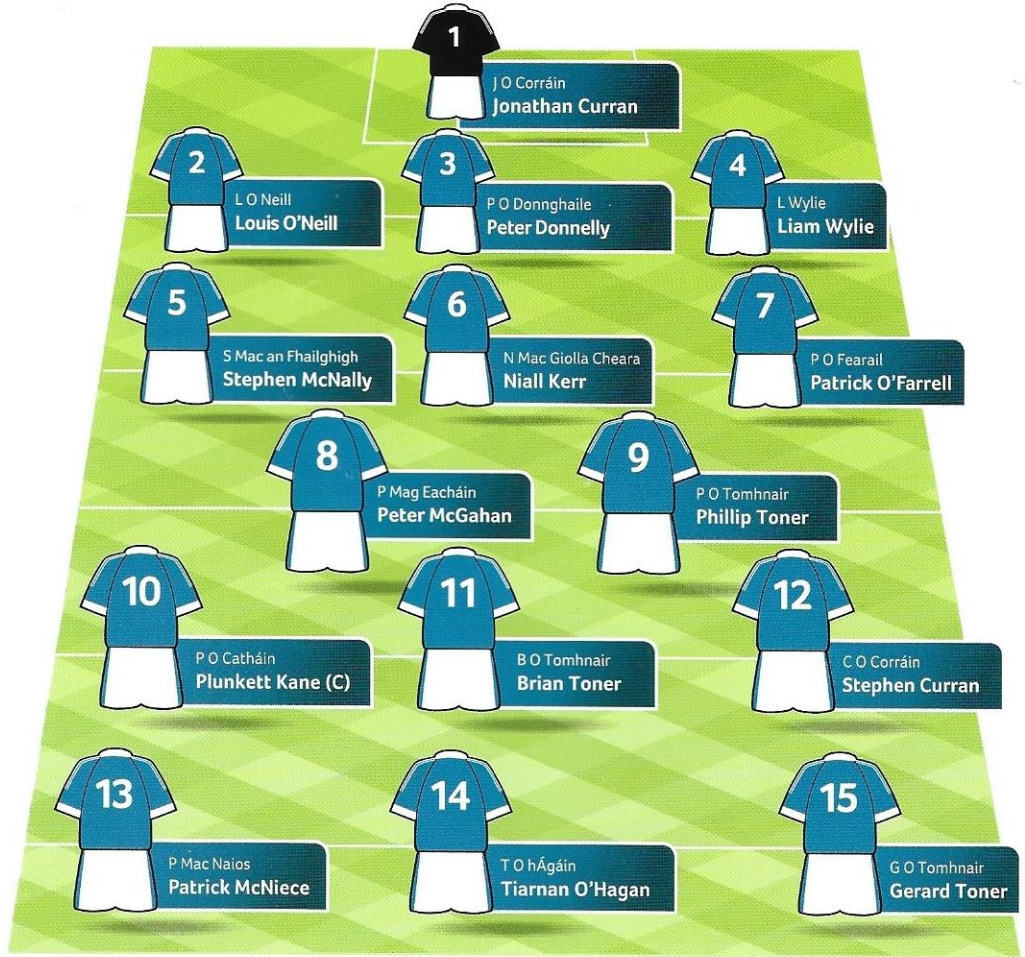 1
J O Corráin
Jonathan Curran
2
L O Neill
Louis O'Neill
3
P O Donnghaile
Peter Donnelly
4
L Wylie
Liam Wylie
5
S Mac an Fhailghigh
Stephen McNally
6
N Mac Giolla Cheara
Niall Kerr
7
P O Fearail
Patrick O'Farrell
8
P Mag Eacháin
Peter McGahan
9
P O Tomhnair
Phillip Toner
10
P O Catháin
Plunkett Kane (C)
11
B O Tomhnair
Brian Toner
12
C O Corráin
Stephen Curran
13
P Mac Naois
Patrick McNiece
14
T O hÁgáin
Tiarnan O'Hagan
15
G O Tomhnair
Gerard Toner